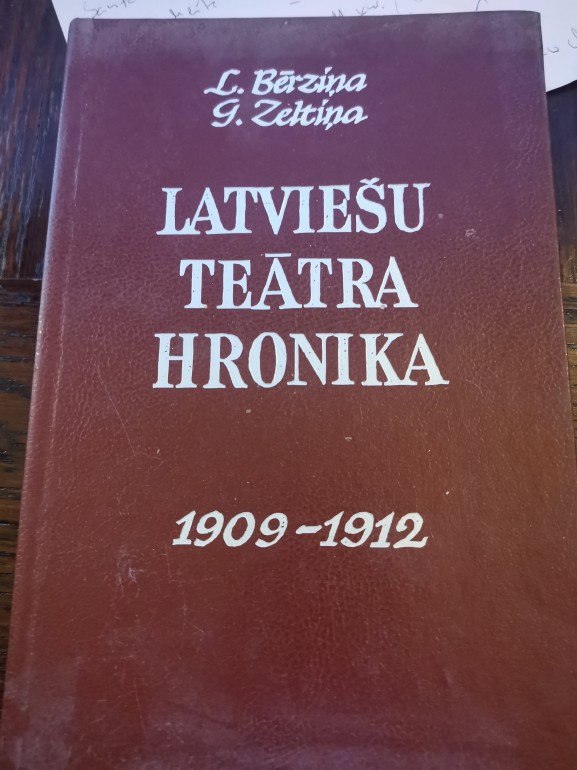 L. Bērziņa
G. Zeltiņa
LATVIEŠU
TEĀTRA
HRONIKA
1909–1912